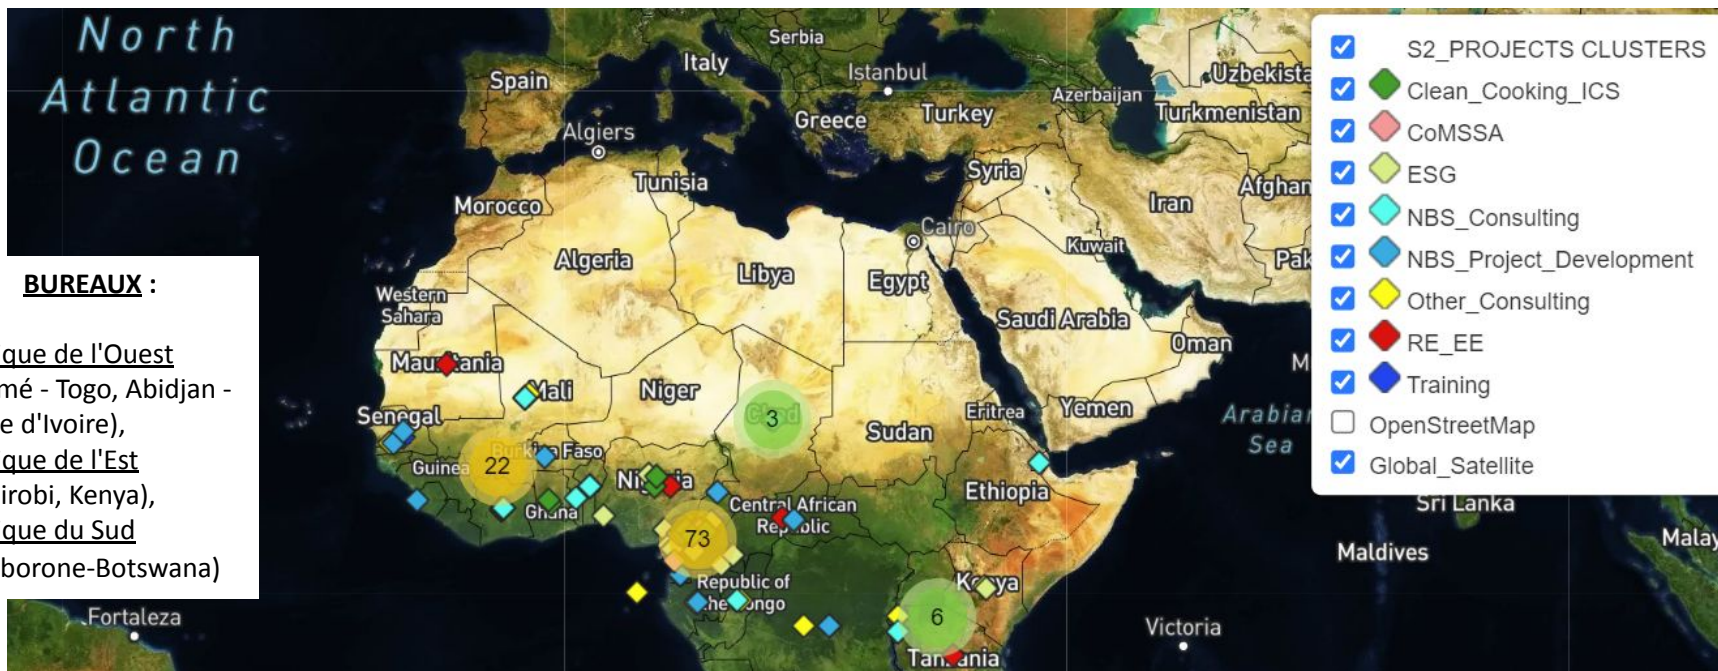 North
Atlantic
Ocean
Spain
Italy
Serbia
Istanbul
Greece
Turkey
Azerbaijan
Uzbekista
Turkmenistan
Algiers
Tunisia
Morocco
Syria
Afghan
Iran
Cairo
Kuwait
Pak
Algeria
Libya
Egypt
Western
Sahara
Saudi Arabia
Oman
M
Mauritania
Mali
Niger
Chad
3
Sudan
Eritrea
Yemen
Arabian
Sea
Senegal
Burkina Faso
22
Guinea
Ghana
Nigeria
Central African
Republic
Ethiopia
73
Republic of
the Congo
Kenya
6
Tanzania
Sri Lanka
Maldives
Malay
Victoria
Fortaleza
BUREAUX :
que de l'Ouest
mé - Togo, Abidjan -
e d'Ivoire),
que de l'Est
irobi, Kenya),
que du Sud
borone-Botswana)
S2_PROJECTS CLUSTERS
Clean_Cooking_ICS
CoMSSA
ESG
NBS_Consulting
NBS_Project_Development
Other_Consulting
RE_EE
Training
OpenStreetMap
Global_Satellite